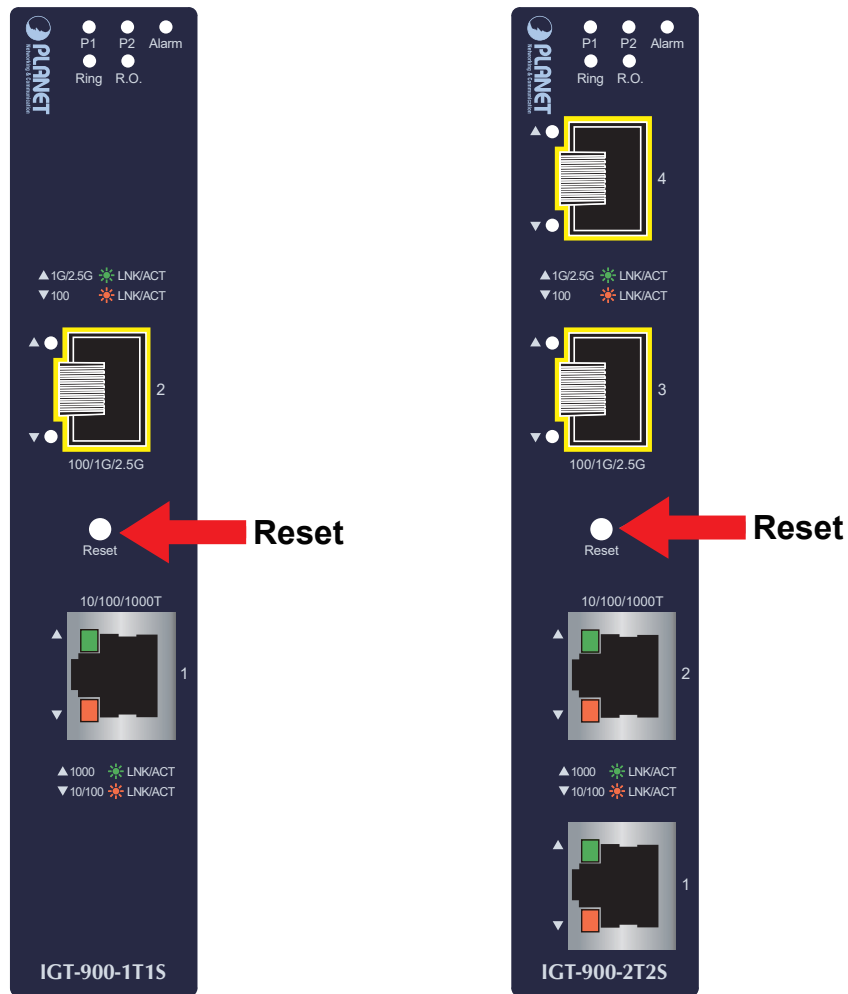 PLANET
Networking & Communication
P1 P2 Alarm
Ring R.O.
▲ 1G/2.5G LNK/ACT
▼ 100 LNK/ACT
▲
2
▼
100/1G/2.5G
Reset
Reset
10/100/1000T
▲
1
▼
▲ 1000 LNK/ACT
▼ 10/100 LNK/ACT
IGT-900-1T1S
PLANET
Networking & Communication
P1 P2 Alarm
Ring R.O.
▲
4
▼
▲ 1G/2.5G LNK/ACT
▼ 100 LNK/ACT
▲
3
▼
100/1G/2.5G
Reset
Reset
10/100/1000T
▲
2
▼
▲ 1000 LNK/ACT
▼ 10/100 LNK/ACT
▲
1
▼
IGT-900-2T2S